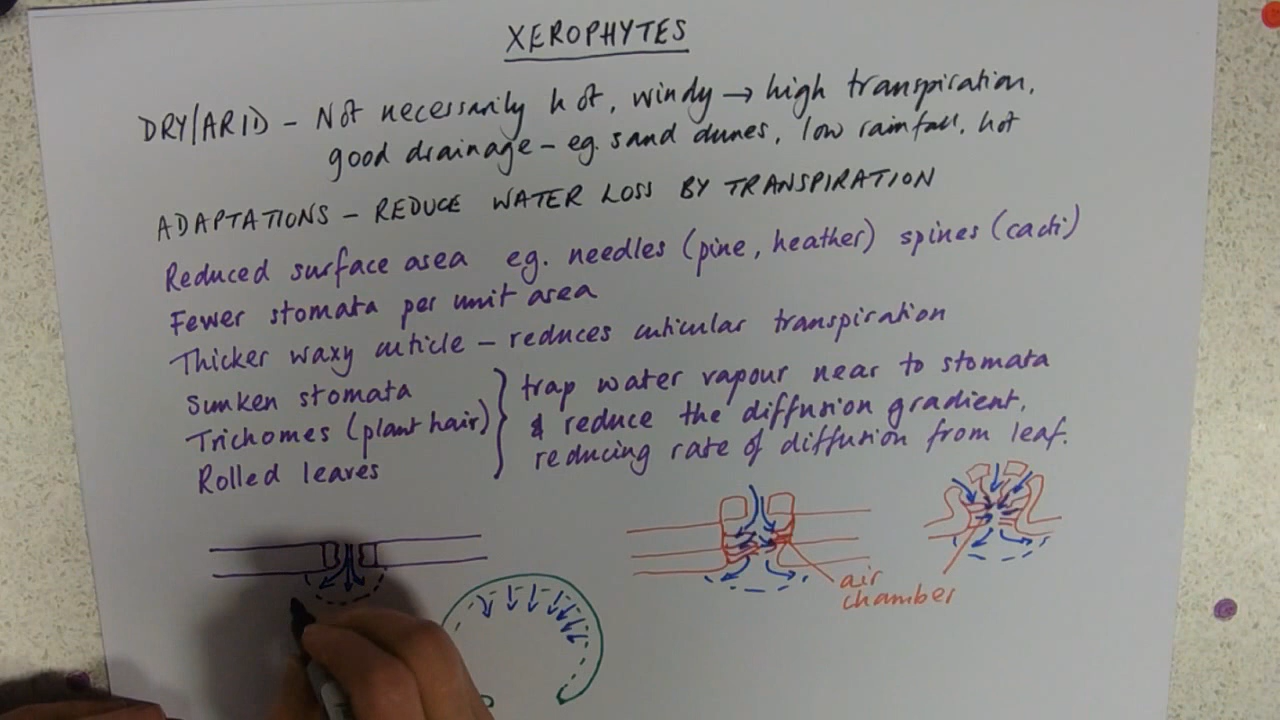 XEROPHYTES
DRY/ARID - Not necessarily hot, windy → high transpiration,
good drainage - eg. sand dunes, low rainfall, hot
ADAPTATIONS - REDUCE WATER LOSS BY TRANSPIRATION
Reduced surface area eg. needles (pine, heather) spines (cacti)
Fewer stomata per unit area
Thicker waxy cuticle - reduces cuticular transpiration
Sunken stomata
Trichomes (plant hair)
Rolled leaves
trap water vapour near to stomata
& reduce the diffusion gradient,
reducing rate of diffusion from leaf.
air
chamber